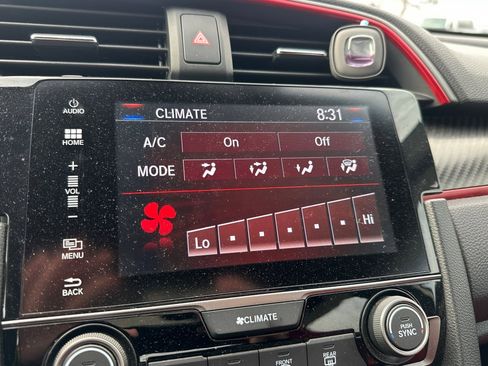 AUDIO
CLIMATE 8:31
HOME
A/C On Off
+
MODE
VOL
−
Lo Hi
MENU
BACK
CLIMATE
PUSH
SYNC
FRONT
REAR